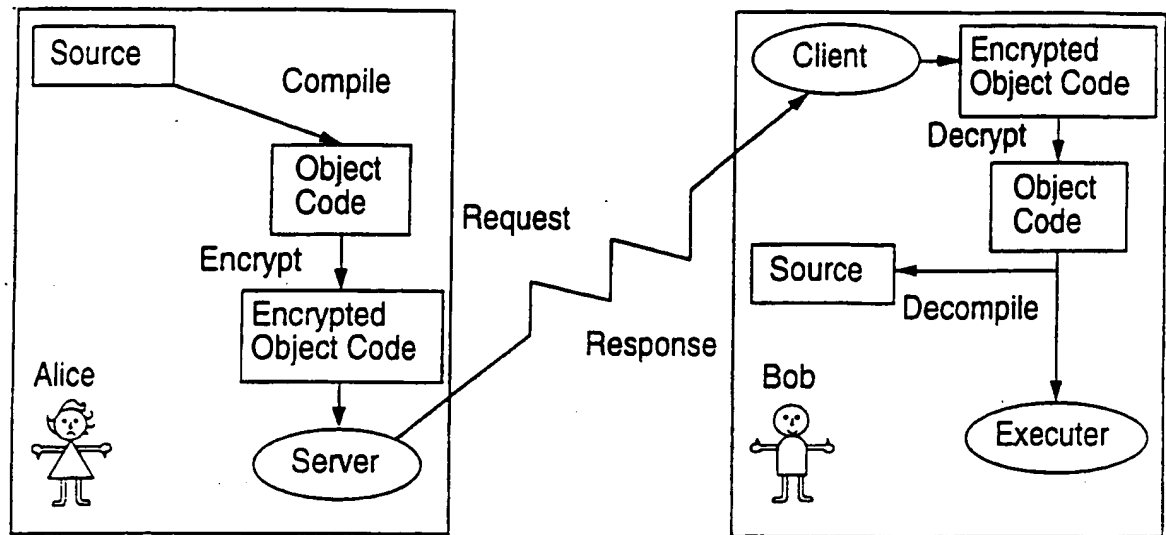 Source
Compile
Object
Code
Encrypt
Encrypted
Object Code
Alice
Server
Request
Response
Client
Encrypted
Object Code
Decrypt
Object
Code
Source
Decompile
Bob
Executer